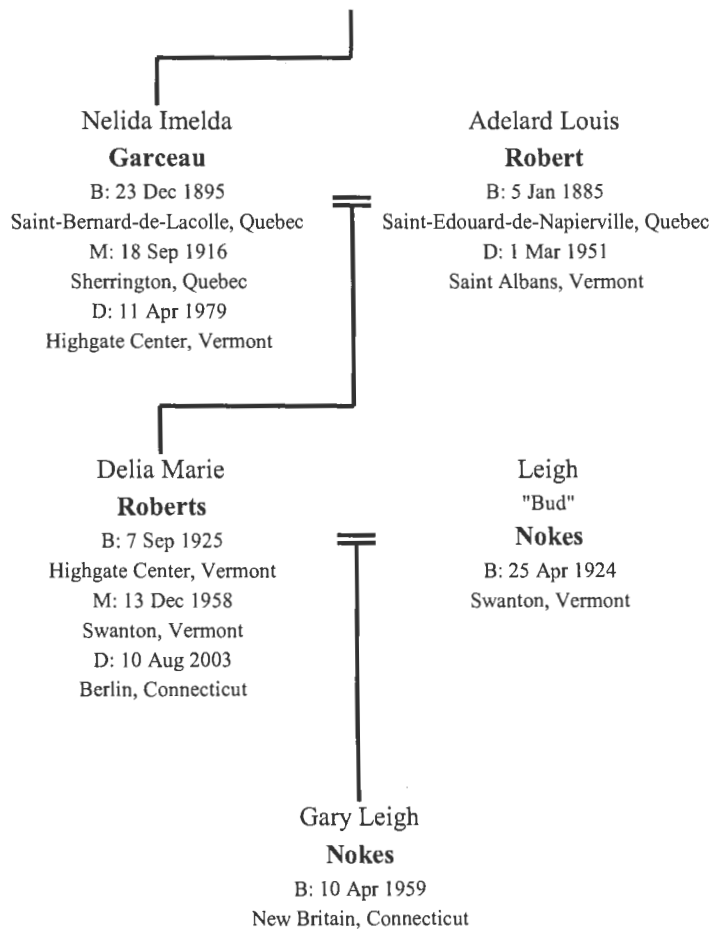 Nelida Imelda
Garceau
B: 23 Dec 1895
Saint-Bernard-de-Lacolle, Quebec
M: 18 Sep 1916
Sherrington, Quebec
D: 11 Apr 1979
Highgate Center, Vermont
Adelard Louis
Robert
B: 5 Jan 1885
Saint-Edouard-de-Napierville, Quebec
D: 1 Mar 1951
Saint Albans, Vermont
Delia Marie
Roberts
B: 7 Sep 1925
Highgate Center, Vermont
M: 13 Dec 1958
Swanton, Vermont
D: 10 Aug 2003
Berlin, Connecticut
Leigh
"Bud"
Nokes
B: 25 Apr 1924
Swanton, Vermont
Gary Leigh
Nokes
B: 10 Apr 1959
New Britain, Connecticut